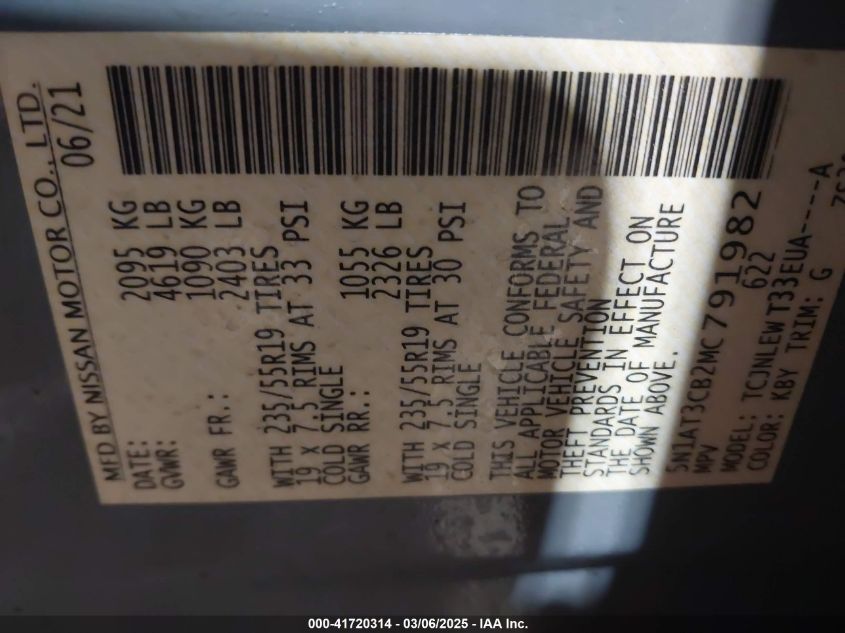 MFD BY NISSAN MOTOR CO., LTD.
DATE: 06/21
GVWR: 2095 KG
4619 LB
GAWR FR.: 1090 KG
2403 LB
WITH 235/55R19 TIRES
19 X 7.5 RIMS AT 33 PSI
COLD SINGLE
GAWR RR.: 1055 KG
2326 LB
WITH 235/55R19 TIRES
19 X 7.5 RIMS AT 30 PSI
COLD SINGLE
THIS VEHICLE CONFORMS TO
ALL APPLICABLE FEDERAL
MOTOR VEHICLE SAFETY AND
THEFT PREVENTION
STANDARDS IN EFFECT ON
THE DATE OF MANUFACTURE
SHOWN ABOVE.
5N1AT3CB2MC791982
MPV 622
MODEL: TCJNLEWT33EUA----A
COLOR: KBY TRIM: G
000-41720314 - 03/06/2025 - IAA Inc.